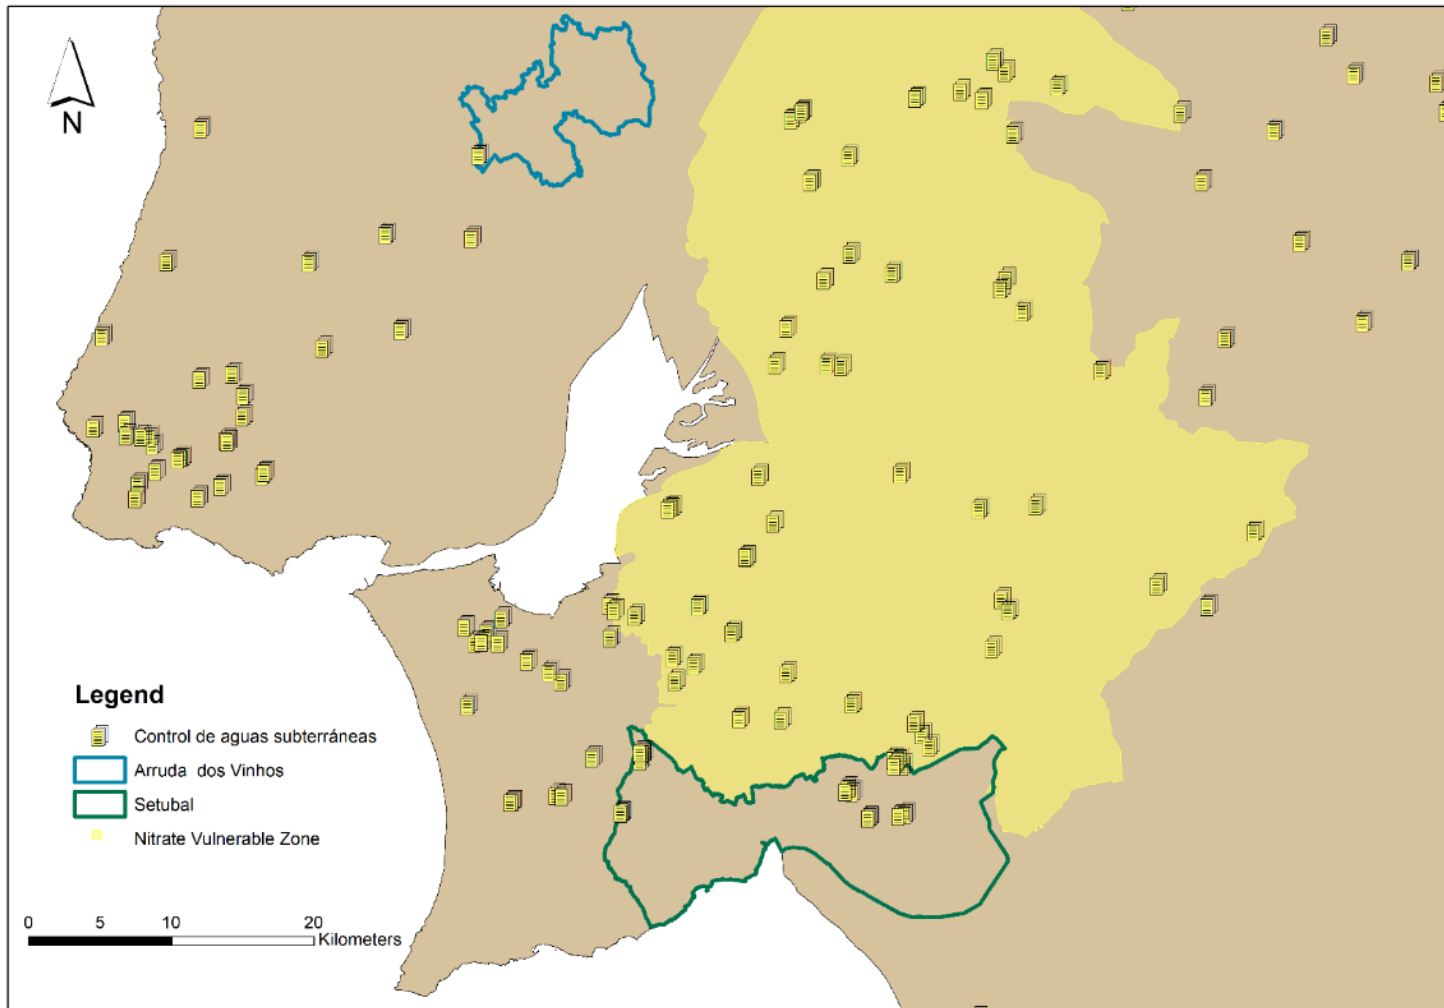 N
Legend
Control de aguas subterráneas
Arruda dos Vinhos
Setubal
Nitrate Vulnerable Zone
0 5 10 20
Kilometers